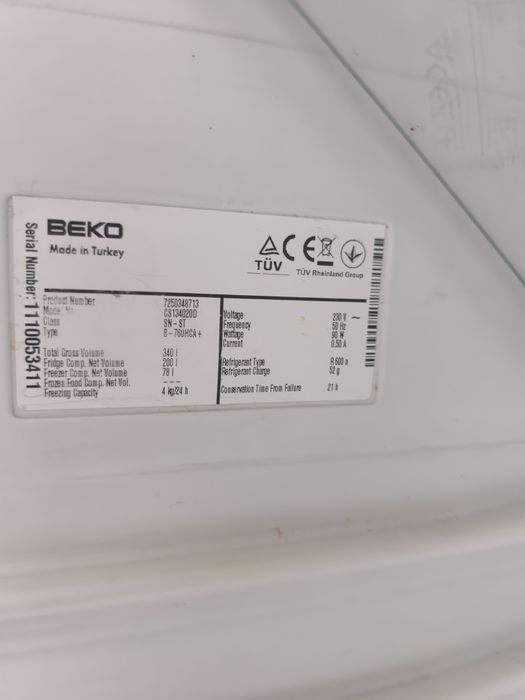 BEKO
Made in Turkey
TÜV CE
TÜV Rheinland Group
Serial Number: 1110053411
Product Number 7250348713
Model No CS134020D
Class SN-ST
Type B-760HCA+
Total Gross Volume 340 l
Fridge Comp. Net Volume 200 l
Freezer Comp. Net Volume 78 l
Frozen Food Comp. Net Vol. ---
Freezing Capacity 4 kg/24 h
Voltage 230 V ~
Frequency 50 Hz
Wattage 90 W
Current 0.50 A
Refrigerant Type R 600 a
Refrigerant Charge 52 g
Conservation Time From Failure 21 h